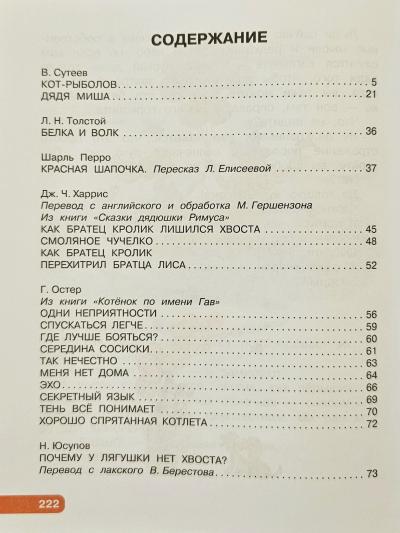 СОДЕРЖАНИЕ
В. Сутеев
КОТ-РЫБОЛОВ 5
ДЯДЯ МИША 21
Л. Н. Толстой
БЕЛКА И ВОЛК 36
Шарль Перро
КРАСНАЯ ШАПОЧКА. Пересказ Л. Елисеевой 37
Дж. Ч. Харрис
Перевод с английского и обработка М. Гершензона
Из книги «Сказки дядюшки Римуса»
КАК БРАТЕЦ КРОЛИК ЛИШИЛСЯ ХВОСТА 45
СМОЛЯНОЕ ЧУЧЕЛКО 48
КАК БРАТЕЦ КРОЛИК
ПЕРЕХИТРИЛ БРАТЦА ЛИСА 52
Г. Остер
Из книги «Котёнок по имени Гав»
ОДНИ НЕПРИЯТНОСТИ 56
СПУСКАТЬСЯ ЛЕГЧЕ 59
ГДЕ ЛУЧШЕ БОЯТЬСЯ? 60
СЕРЕДИНА СОСИСКИ 61
ТАК НЕЧЕСТНО 63
МЕНЯ НЕТ ДОМА 64
ЭХО 66
СЕКРЕТНЫЙ ЯЗЫК 69
ТЕНЬ ВСЁ ПОНИМАЕТ 70
ХОРОШО СПРЯТАННАЯ КОТЛЕТА 72
Н. Юсупов
ПОЧЕМУ У ЛЯГУШКИ НЕТ ХВОСТА?
Перевод с лакского В. Берестова 73
222